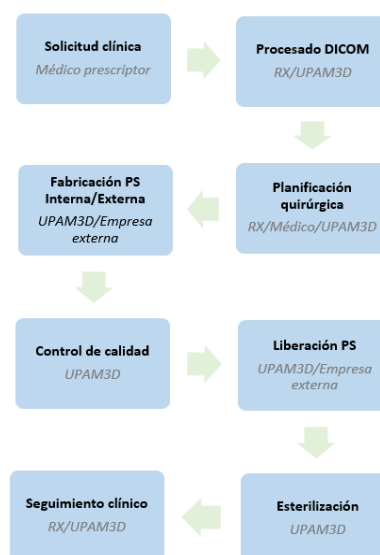 Solicitud clínica
Médico prescriptor
Procesado DICOM
RX/UPAM3D
Planificación
quirúrgica
RX/Médico/UPAM3D
Fabricación PS
Interna/Externa
UPAM3D/Empresa
externa
Control de calidad
UPAM3D
Liberación PS
UPAM3D/Empresa
externa
Esterilización
UPAM3D
Seguimiento clínico
RX/UPAM3D